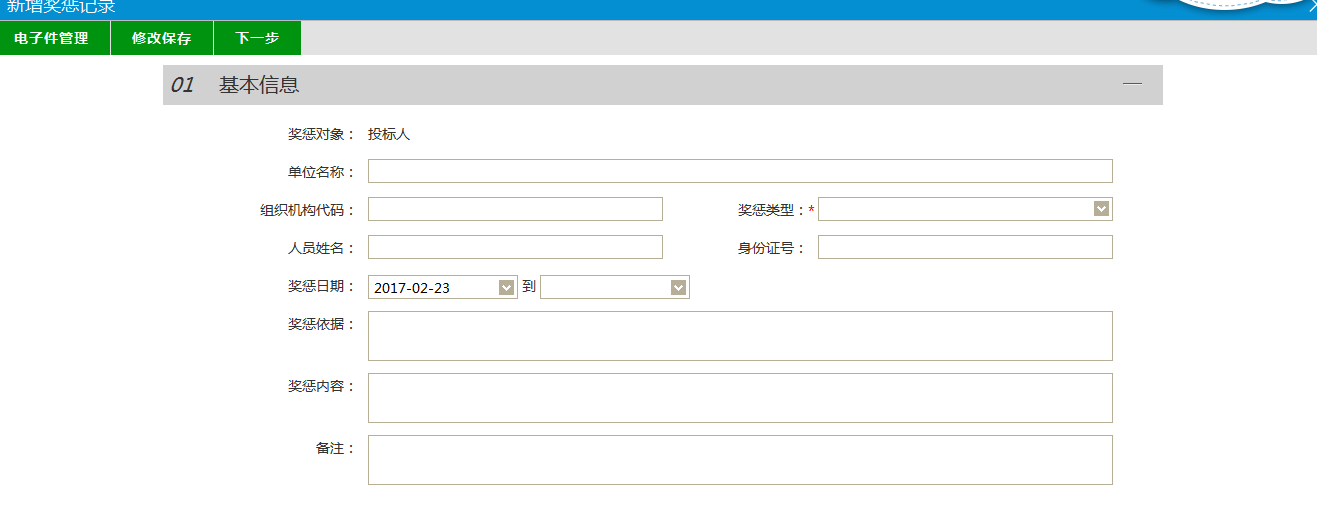 新增奖惩记录
电子件管理 修改保存 下一步
01 基本信息
奖惩对象： 投标人
单位名称：
组织机构代码： 奖惩类型：*
人员姓名： 身份证号：
奖惩日期： 2017-02-23 到
奖惩依据：
奖惩内容：
备注：